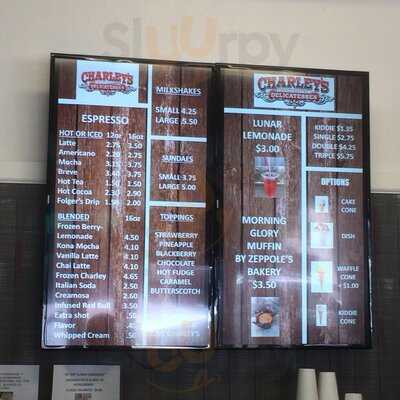 Sluurpy
CHARLEY'S
DELICATESSEN
ESPRESSO
HOT OR ICED 12oz 16oz
Latte 2.75 3.50
Americano 2.20 2.75
Mocha 3.15 3.75
Breve 3.40 3.75
Hot Tea 1.50 1.50
Hot Cocoa 2.30 2.90
Folger's Drip 1.50 2.00
BLENDED 16oz
Frozen Berry-
Lemonade 4.50
Kona Mocha 4.10
Vanilla Latte 4.10
Chai Latte 4.10
Frozen Charley 4.65
Italian Soda 2.50
Creamosa 2.60
Infused Red Bull 3.50
Extra shot .50
Flavor
Whipped Cream .50
MILKSHAKES
SMALL 4.25
LARGE 5.50
SUNDAES
SMALL 3.75
LARGE 5.00
TOPPINGS
STRAWBERRY
PINEAPPLE
BLACKBERRY
CHOCOLATE
HOT FUDGE
CARAMEL
BUTTERSCOTCH
CHARLEY'S
DELICATESSEN
LUNAR
LEMONADE
$3.00
MORNING
GLORY
MUFFIN
BY ZEPPOLE'S
BAKERY
$3.50
KIDDIE $1.35
SINGLE $2.75
DOUBLE $4.25
TRIPLE $5.75
OPTIONS
CAKE
CONE
DISH
WAFFLE
CONE
+ $1.00
KIDDIE
CONE